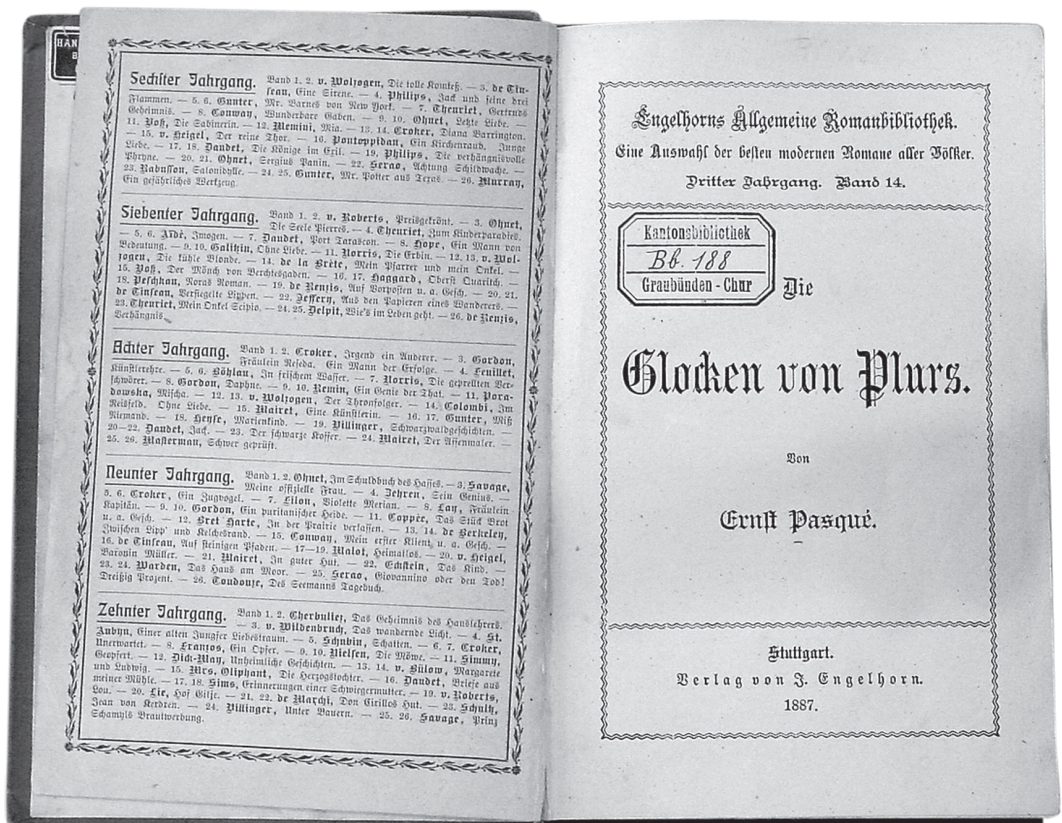 HAN
B
Sechster Jahrgang. Band 1. 2. v. Wolzogen, Die tolle Komteß. — 3. de Tin-
seau, Eine Sirene. — 4. Philips, Jack und seine drei
Flammen. — 5. 6. Gunter, Mr. Barnes von New York. — 7. Theuriet, Gertruds
Geheimnis. — 8. Conway, Wunderbare Gaben. — 9. 10. Ohnet, Letzte Liebe. —
11. Voß, Die Sabinerin. — 12. Memini, Mia. — 13. 14. Croker, Diana Barrington.
— 15. v. Heigel, Der reine Thor. — 16. Pontoppidan, Ein Kirchenraub. Junge
Liebe. — 17. 18. Daudet, Die Könige im Exil. — 19. Philips, Die verhängnisvolle
Phryne. — 20. 21. Ohnet, Sergius Panin. — 22. Serao, Achtung Schildwache. —
23. Rabusson, Salonidylle. — 24. 25. Gunter, Mr. Potter aus Texas. — 26. Murray,
Ein gefährliches Werkzeug.
Siebenter Jahrgang. Band 1. 2. v. Roberts, Preisgekrönt. — 3. Ohnet,
Die Seele Pierres. — 4. Theuriet, Zum Kinderparadies.
— 5. 6. Aïdé, Imogen. — 7. Daudet, Port Tarascon. — 8. Hope, Ein Mann von
Bedeutung. — 9. 10. Galitzin, Ohne Liebe. — 11. Norris, Die Erbin. — 12. 13. v. Wol-
zogen, Die kühle Blonde. — 14. de la Brète, Mein Pfarrer und mein Onkel. —
15. Voß, Der Mönch von Berchtesgaden. — 16. 17. Haggard, Oberst Quaritch. —
18. Peschkau, Noras Roman. — 19. de Renzis, Auf Vorposten u. a. Gesch. — 20. 21.
de Tinseau, Versiegelte Lippen. — 22. Jeffery, Aus den Papieren eines Wanderers. —
23. Theuriet, Mein Onkel Scipio. — 24. 25. Delpit, Wie's im Leben geht. — 26. de Renzis,
Verhängnis.
Achter Jahrgang. Band 1. 2. Croker, Irgend ein Anderer. — 3. Gordon,
Fräulein Reseda. Ein Mann der Erfolge. — 4. Feuillet,
Künstlerehre. — 5. 6. Böhlau, In frischem Wasser. — 7. Norris, Die geprellten Ver-
schwörer. — 8. Gordon, Daphne. — 9. 10. Remin, Ein Genie der That. — 11. Pora-
dowska, Mischa. — 12. 13. v. Wolzogen, Der Thronfolger. — 14. Colombi, Im
Reisfeld. Ohne Liebe. — 15. Mairet, Eine Künstlerin. — 16. 17. Gunter, Miß
Niemand. — 18. Heyse, Marienkind. — 19. Villinger, Schwarzwaldgeschichten. —
20—22. Daudet, Jack. — 23. Der schwarze Koffer. — 24. Mairet, Der Affenmaler. —
25. 26. Masterman, Schwer geprüft.
Neunter Jahrgang. Band 1. 2. Ohnet, Im Schuldbuch des Hasses. — 3. Savage,
Meine offizielle Frau. — 4. Zehren, Sein Genius. —
5. 6. Croker, Ein Zugvogel. — 7. Lilon, Violette Merian. — 8. Lay, Fräulein
Kapitän. — 9. 10. Gordon, Ein puritanischer Heide. — 11. Coppée, Das Stück Brot
u. a. Gesch. — 12. Bret Harte, In der Prairie verlassen. — 13. 14. de Berkeley,
Zwischen Lipp' und Kelchesrand. — 15. Conway, Mein erster Klient u. a. Gesch. —
16. de Tinseau, Auf steinigen Pfaden. — 17—19. Malot, Heimatlos. — 20. v. Heigel,
Baronin Müller. — 21. Mairet, In guter Hut. — 22. Eckstein, Das Kind. —
23. 24. Warden, Das Haus am Moor. — 25. Serao, Giovannino oder den Tod!
Dreißig Prozent. — 26. Toudouze, Des Seemanns Tagebuch.
Zehnter Jahrgang. Band 1. 2. Cherbuliez, Das Geheimnis des Hauslehrers.
— 3. v. Wildenbruch, Das wandernde Licht. — 4. St.
Aubyn, Einer alten Jungfer Liebestraum. — 5. Schubin, Schatten. — 6. 7. Croker,
Unerwartet. — 8. Franzos, Ein Opfer. — 9. 10. Nielsen, Die Möwe. — 11. Simmy,
Geopfert. — 12. Dick-May, Unheimliche Geschichten. — 13. 14. v. Bülow, Margarete
und Ludwig. — 15. Mrs. Oliphant, Die Herzogstochter. — 16. Daudet, Briefe aus
meiner Mühle. — 17. 18. Sims, Erinnerungen einer Schwiegermutter. — 19. v. Roberts,
Lou. — 20. Lie, Hof Gilje. — 21. 22. de Marchi, Don Cirillos Hut. — 23. Schultz,
Jean von Kerdren. — 24. Villinger, Unter Bauern. — 25. 26. Savage, Prinz
Schamyls Brautwerbung.
Engelhorns Allgemeine Romanbibliothek.
Eine Auswahl der besten modernen Romane aller Völker.
Dritter Jahrgang. Band 14.
Kantonsbibliothek
Bb. 188
Graubünden - Chur
Die
Glocken von Plurs.
Von
Ernst Pasqué.
Stuttgart.
Verlag von J. Engelhorn.
1887.